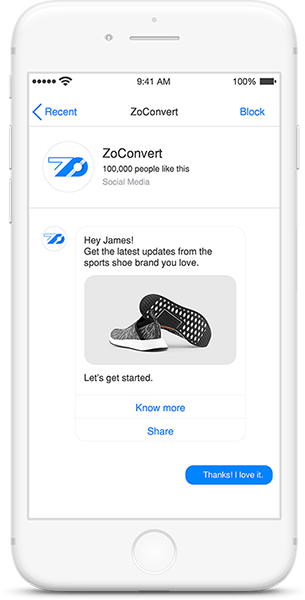 9:41 AM
100%
Recent
ZoConvert
Block
ZoConvert
100,000 people like this
Social Media
Hey James!
Get the latest updates from the
sports shoe brand you love.
Let's get started.
Know more
Share
Thanks! I love it.